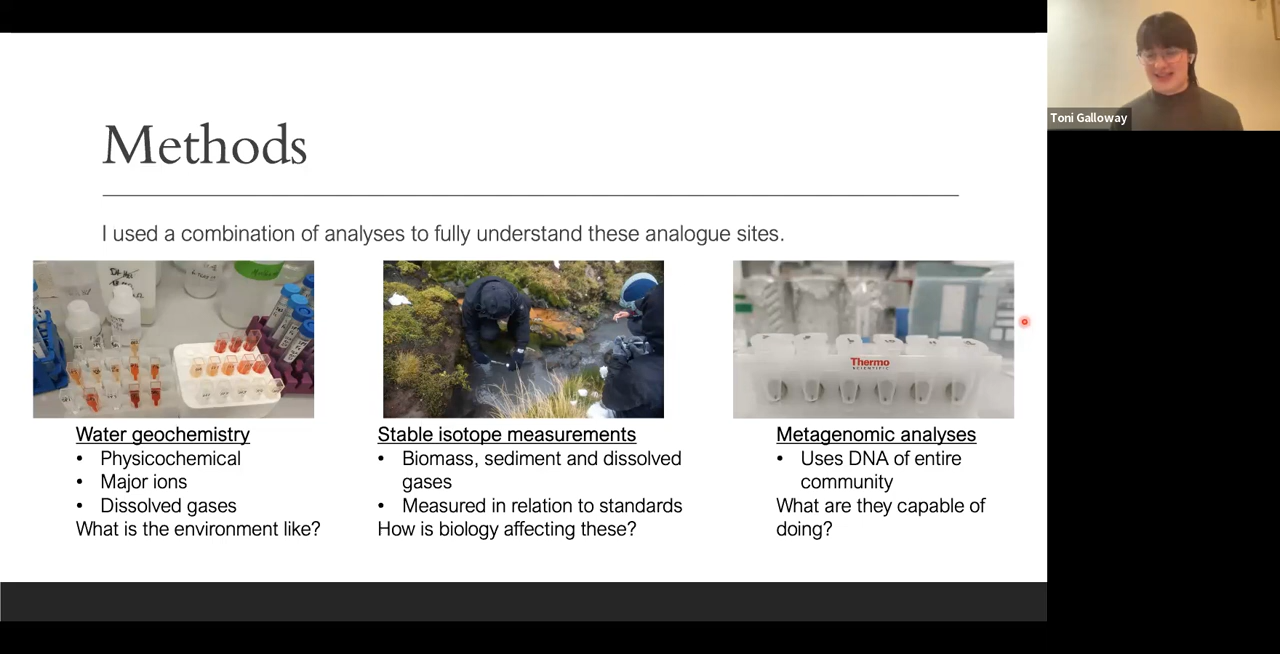 Toni Galloway
Methods
I used a combination of analyses to fully understand these analogue sites.
Thermo
SCIENTIFIC
Water geochemistry
• Physicochemical
• Major ions
• Dissolved gases
What is the environment like?
Stable isotope measurements
• Biomass, sediment and dissolved
gases
• Measured in relation to standards
How is biology affecting these?
Metagenomic analyses
• Uses DNA of entire
community
What are they capable of
doing?